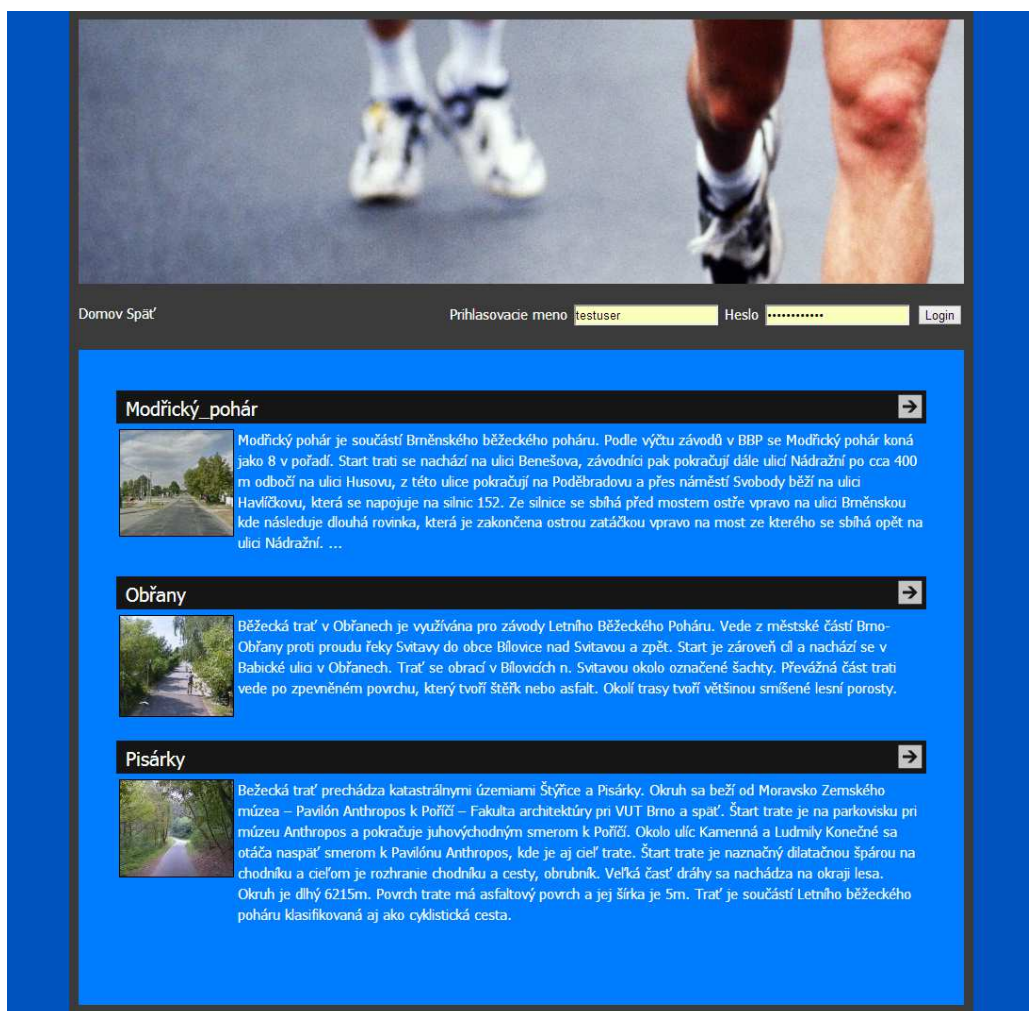 Domov Späť Prihlasovacie meno testuser Heslo •••••••••••• Login
Modřický_pohár
Modřický pohár je součástí Brněnského běžeckého poháru. Podle výčtu závodů v BBP se Modřický pohár koná
jako 8 v pořadí. Start trati se nachází na ulici Benešova, závodníci pak pokračují dále ulicí Nádražní po cca 400
m odbočí na ulici Husovu, z této ulice pokračují na Poděbradovu a přes náměstí Svobody běží na ulici
Havlíčkovu, která se napojuje na silnic 152. Ze silnice se sbíhá před mostem ostře vpravo na ulici Brněnskou
kde následuje dlouhá rovinka, která je zakončena ostrou zatáčkou vpravo na most ze kterého se sbíhá opět na
ulici Nádražní. ...
Obřany
Běžecká trať v Obřanech je využívána pro závody Letního Běžeckého Poháru. Vede z městské částí Brno-
Obřany proti proudu řeky Svitavy do obce Bílovice nad Svitavou a zpět. Start je zároveň cíl a nachází se v
Babické ulici v Obřanech. Trať se obrací v Bílovicích n. Svitavou okolo označené šachty. Převážná část trati
vede po zpevněném povrchu, který tvoří štěrk nebo asfalt. Okolí trasy tvoří většinou smíšené lesní porosty.
Pisárky
Bežecká trať prechádza katastrálnymi územiami Štýřice a Pisárky. Okruh sa beží od Moravsko Zemského
múzea – Pavilón Anthropos k Poříčí – Fakulta architektúry pri VUT Brno a späť. Štart trate je na parkovisku pri
múzeu Anthropos a pokračuje juhovýchodným smerom k Poříčí. Okolo ulíc Kamenná a Ludmily Konečné sa
otáča naspäť smerom k Pavilónu Anthropos, kde je aj cieľ trate. Štart trate je naznačný dilatačnou špárou na
chodníku a cieľom je rozhranie chodníku a cesty, obrubník. Veľká časť dráhy sa nachádza na okraji lesa.
Okruh je dlhý 6215m. Povrch trate má asfaltový povrch a jej šírka je 5m. Trať je součástí Letního běžeckého
poháru klasifikovaná aj ako cyklistická cesta.